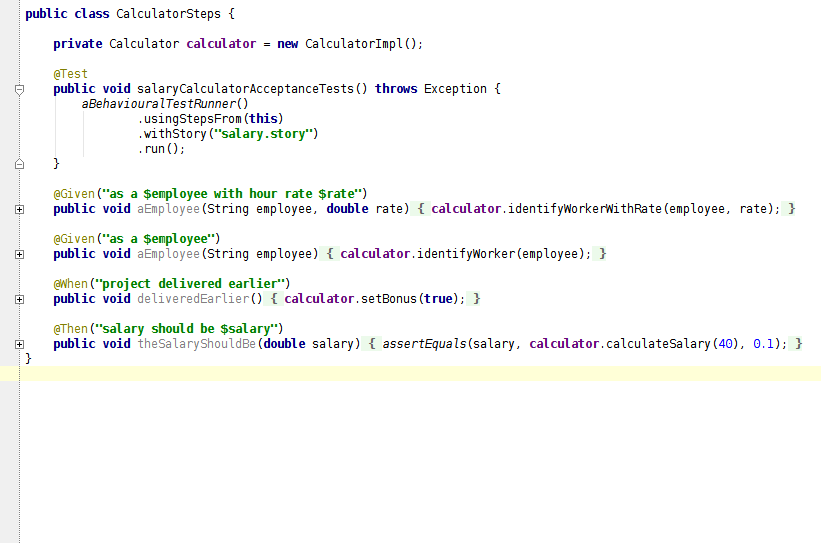 public class CalculatorSteps {
private Calculator calculator = new CalculatorImpl();
@Test
public void salaryCalculatorAcceptanceTests() throws Exception {
aBehaviouralTestRunner()
.usingStepsFrom(this)
.withStory("salary.story")
.run();
}
@Given("as a $employee with hour rate $rate")
public void aEmployee(String employee, double rate) { calculator.identifyWorkerWithRate(employee, rate); }
@Given("as a $employee")
public void aEmployee(String employee) { calculator.identifyWorker(employee); }
@When("project delivered earlier")
public void deliveredEarlier() { calculator.setBonus(true); }
@Then("salary should be $salary")
public void theSalaryShouldBe(double salary) { assertEquals(salary, calculator.calculateSalary(40), 0.1); }
}